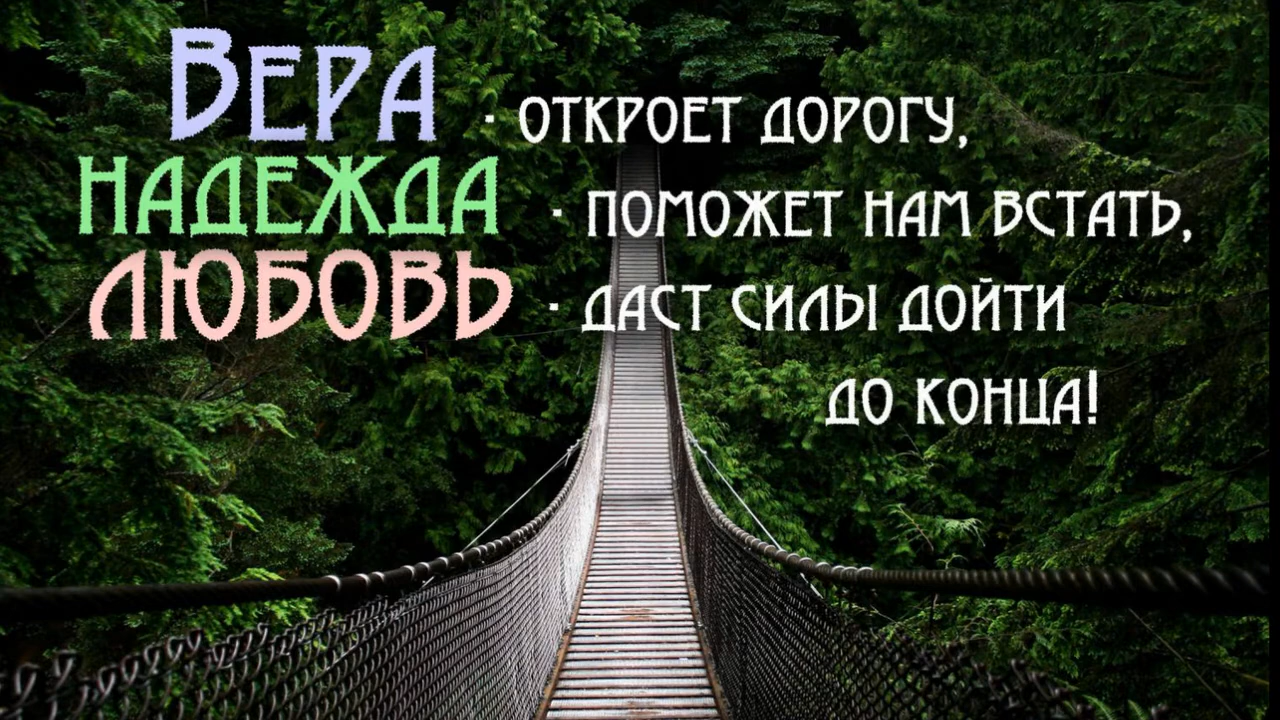 Вера - откроет дорогу,
надежда - поможет нам встать,
любовь - даст силы дойти
до конца!